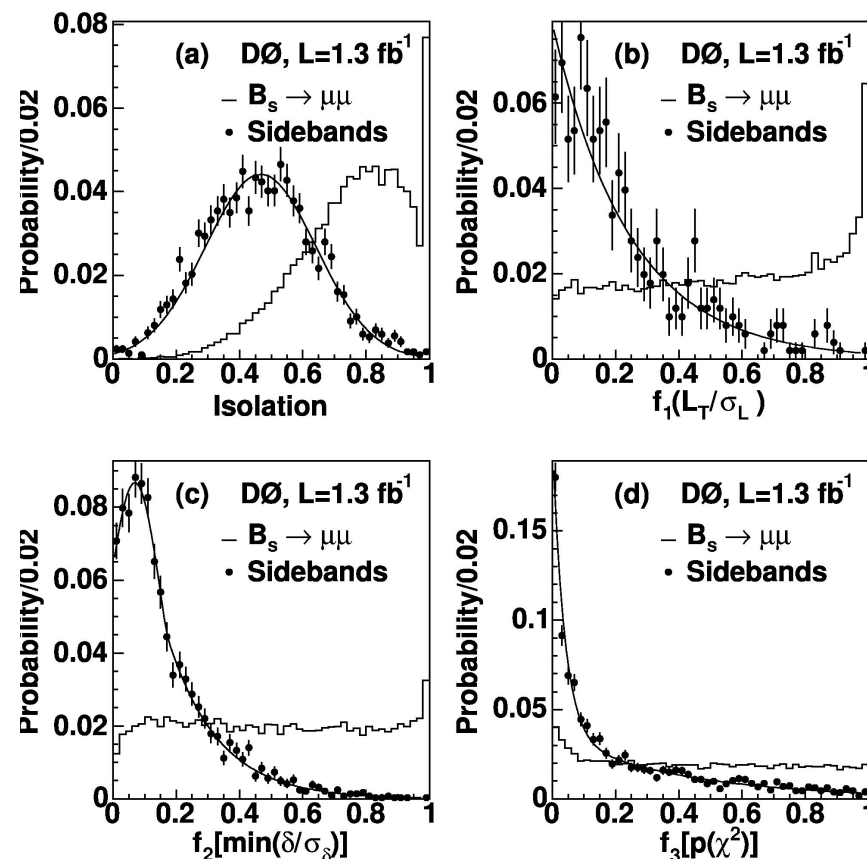 (a) DØ, L=1.3 fb⁻¹
– Bₛ → μμ
• Sidebands
Probability/0.02
0.08
0.06
0.04
0.02
0
0 0.2 0.4 0.6 0.8 1
Isolation
(b) DØ, L=1.3 fb⁻¹
– Bₛ → μμ
• Sidebands
Probability/0.02
0.06
0.04
0.02
0
0 0.2 0.4 0.6 0.8 1
f₁(L_T/σ_L)
(c) DØ, L=1.3 fb⁻¹
– Bₛ → μμ
• Sidebands
Probability/0.02
0.08
0.06
0.04
0.02
0
0 0.2 0.4 0.6 0.8 1
f₂[min(δ/σ_δ)]
(d) DØ, L=1.3 fb⁻¹
– Bₛ → μμ
• Sidebands
Probability/0.02
0.15
0.1
0.05
0
0 0.2 0.4 0.6 0.8 1
f₃[p(χ²)]